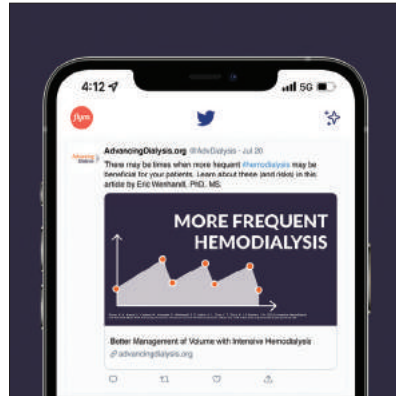 4:12 5G
flym
AdvancingDialysis.org @AdvDialysis · Jul 20
There may be times when more frequent #hemodialysis may be
beneficial for your patients. Learn about these (and risks) in this
article by Eric Weinhandl, PhD, MS.
MORE FREQUENT
HEMODIALYSIS
Better Management of Volume with Intensive Hemodialysis
advancingdialysis.org